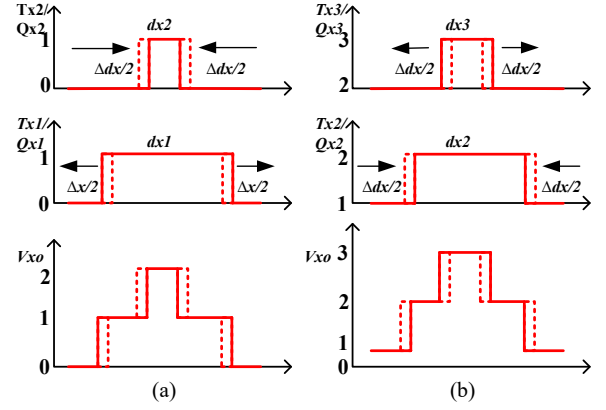 Tx2/
Qx2
1
0
dx2
Δdx/2
Δdx/2
Tx1/
Qx1
1
0
dx1
Δx/2
Δx/2
Vxo
2
1
0
(a)
Tx3/
Qx3
3
2
dx3
Δdx/2
Δdx/2
Tx2/
Qx2
2
1
dx2
Δdx/2
Δdx/2
Vxo
3
2
1
0
(b)